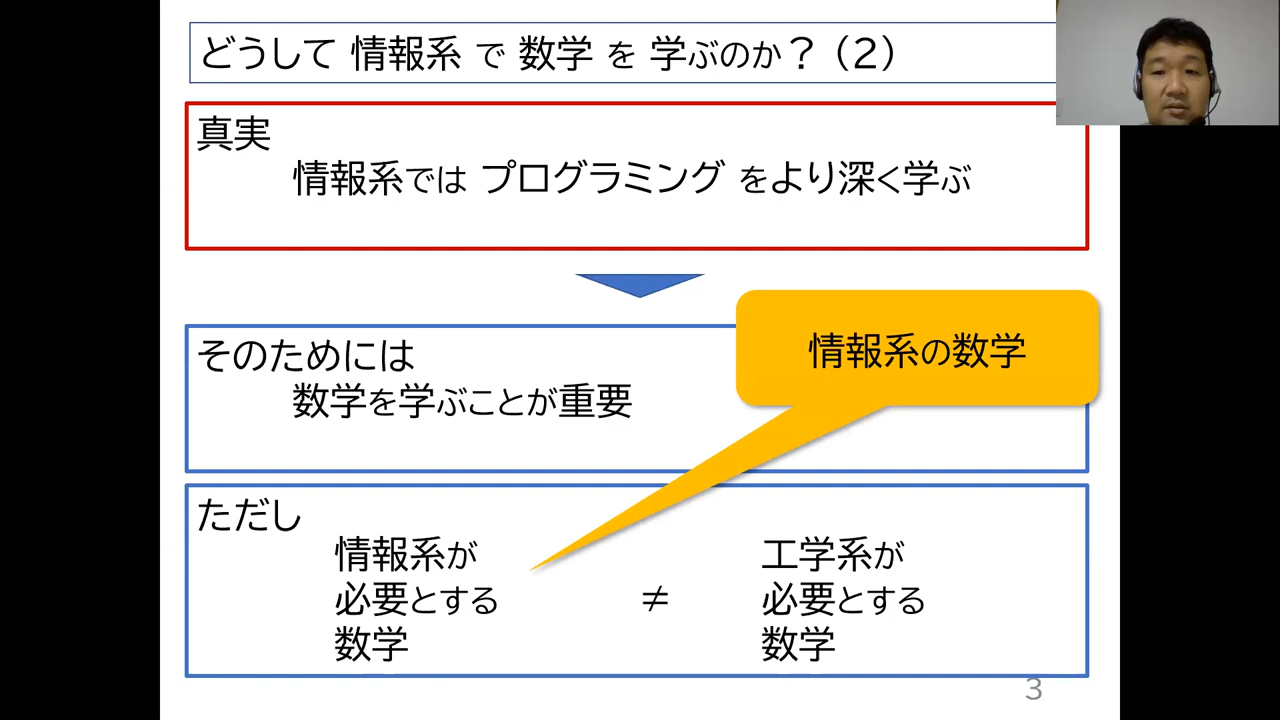 どうして 情報系 で 数学 を 学ぶのか？（2）
真実
情報系では プログラミング をより深く学ぶ
そのためには
数学を学ぶことが重要
情報系の数学
ただし
情報系が
必要とする
数学
≠
工学系が
必要とする
数学
3